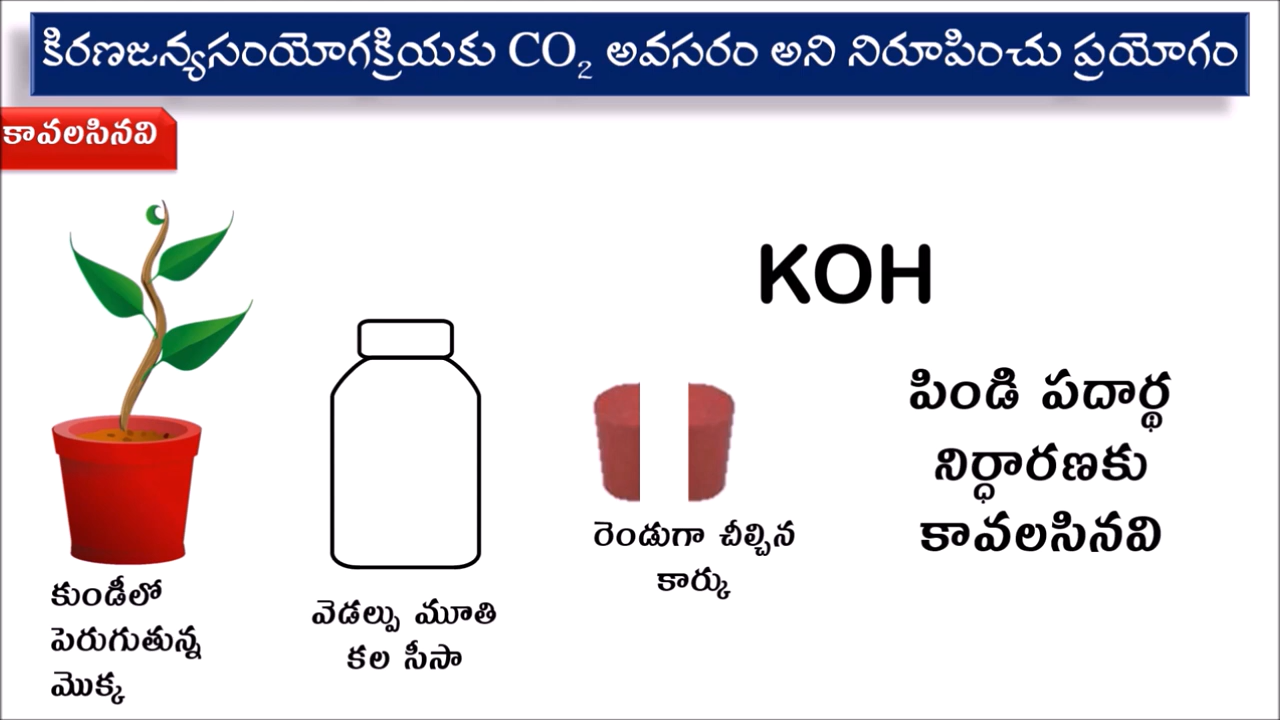 కిరణజన్యసంయోగక్రియకు CO₂ అవసరం అని నిరూపించు ప్రయోగం
కావలసినవి
KOH
పిండి పదార్థ
నిర్ధారణకు
కావలసినవి
రెండుగా చీల్చిన
కార్కు
వెడల్పు మూతి
కల సీసా
కుండీలో
పెరుగుతున్న
మొక్క